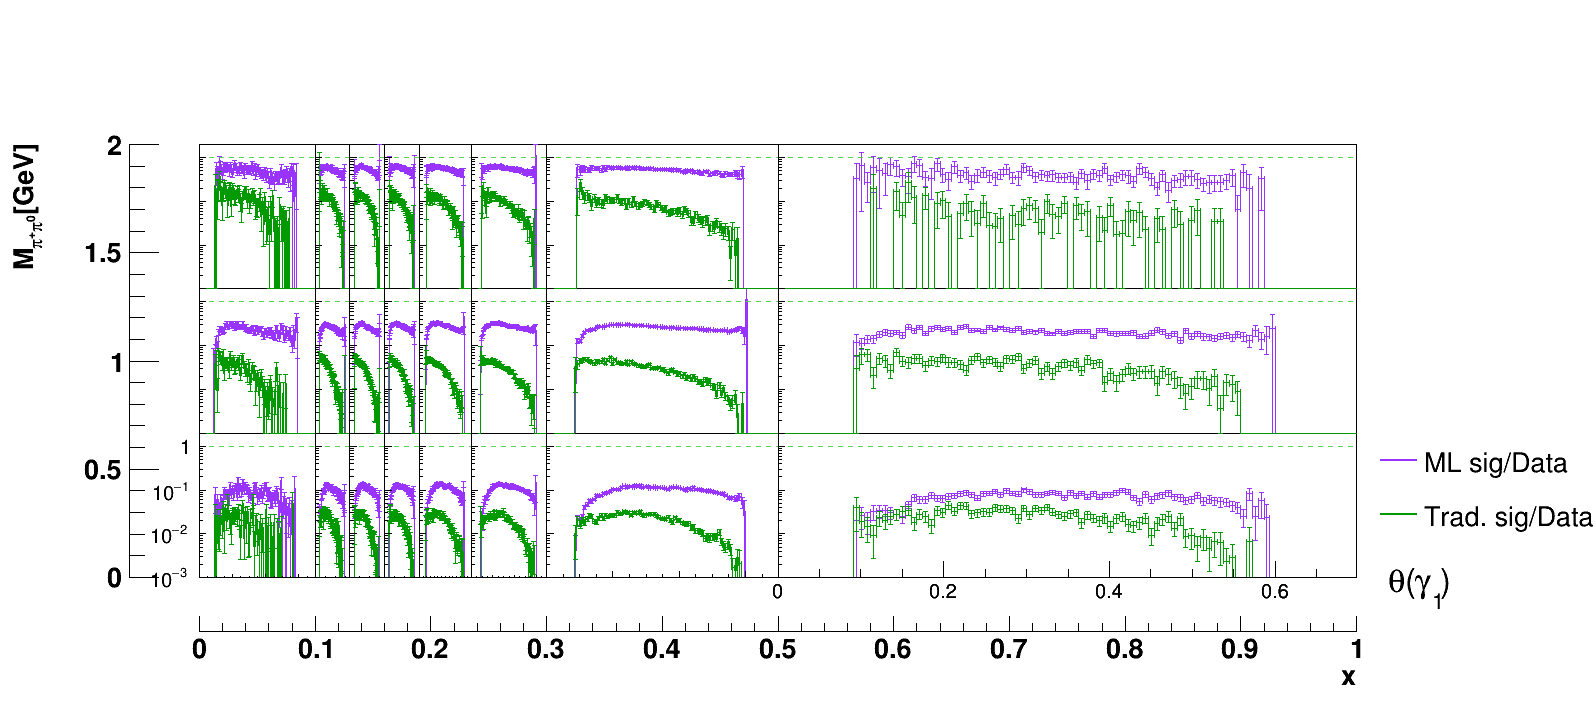 M_{π⁺π⁰}[GeV]
2
1.5
1
0.5
0
1
10⁻¹
10⁻²
10⁻³
ML sig/Data
Trad. sig/Data
0 0.2 0.4 0.6
θ(γ₁)
0 0.1 0.2 0.3 0.4 0.5 0.6 0.7 0.8 0.9 1
x